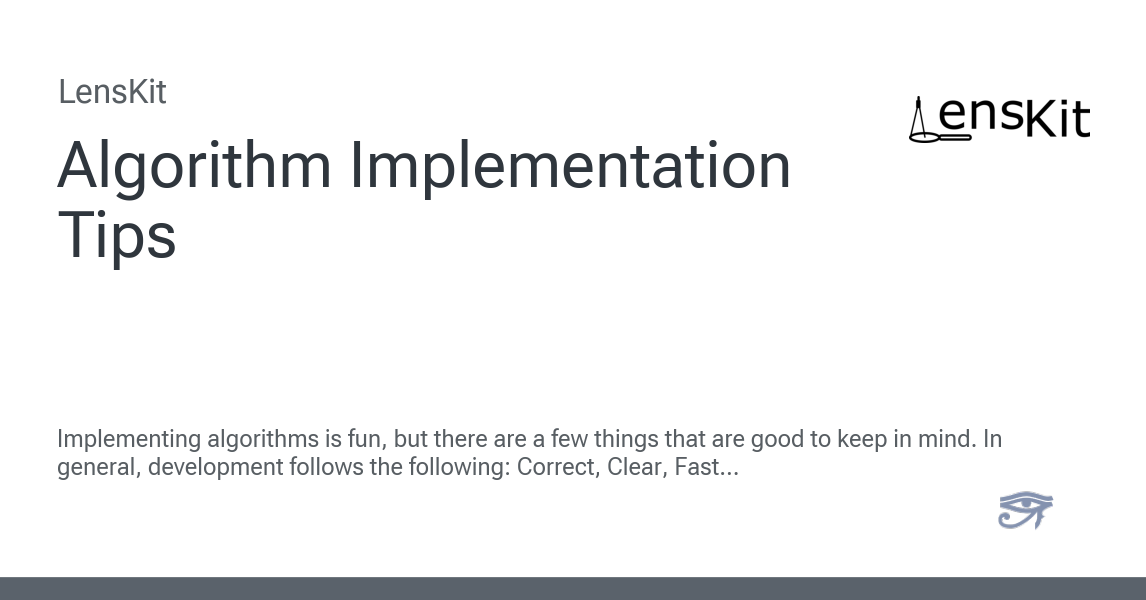 LensKit
LensKit
Algorithm Implementation
Tips
Implementing algorithms is fun, but there are a few things that are good to keep in mind. In
general, development follows the following: Correct, Clear, Fast...